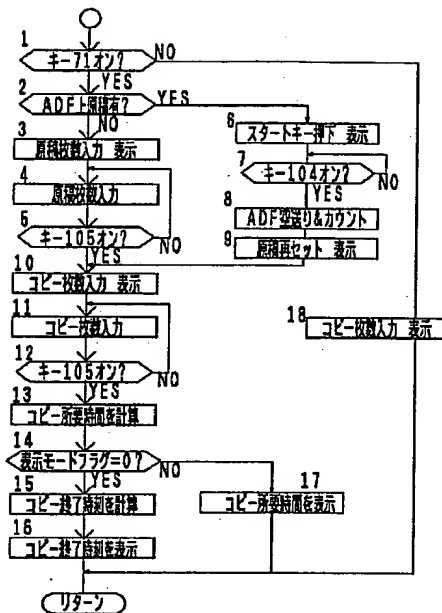 1
キー71オン?
NO
YES
2
ADF上原稿有?
YES
NO
3
原稿枚数入力 表示
4
原稿枚数入力
5
キー105オン?
NO
YES
6
スタートキー押下 表示
7
キー104オン?
NO
YES
8
ADF空送り&カウント
9
原稿再セット 表示
10
コピー枚数入力 表示
11
コピー枚数入力
12
キー105オン?
NO
YES
13
コピー所要時間を計算
14
表示モードフラグ=0?
NO
YES
15
コピー終了時刻を計算
16
コピー終了時刻を表示
17
コピー所要時間を表示
18
コピー枚数入力 表示
リターン